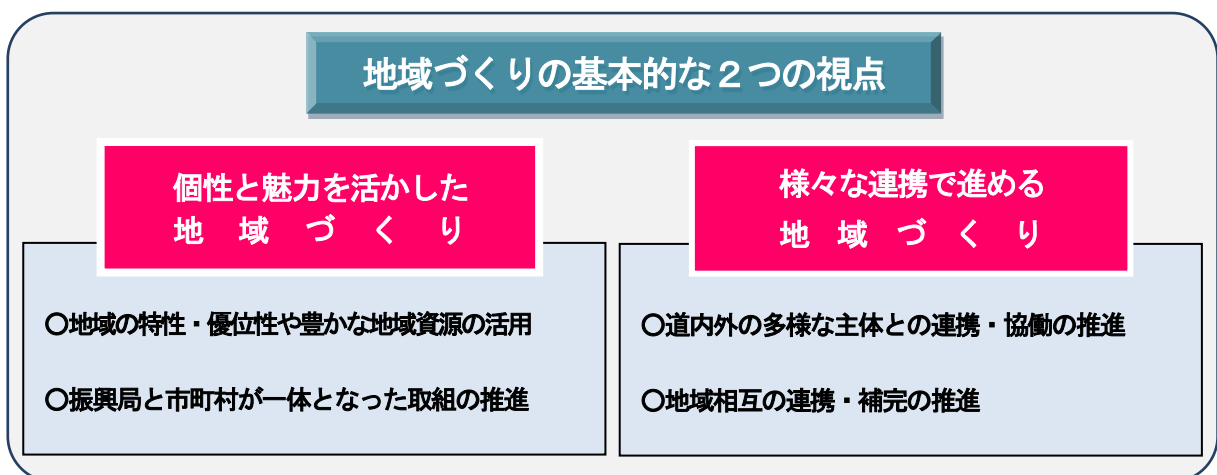 地域づくりの基本的な２つの視点
個性と魅力を活かした
地域づくり
〇地域の特性・優位性や豊かな地域資源の活用
〇振興局と市町村が一体となった取組の推進
様々な連携で進める
地域づくり
〇道内外の多様な主体との連携・協働の推進
〇地域相互の連携・補完の推進